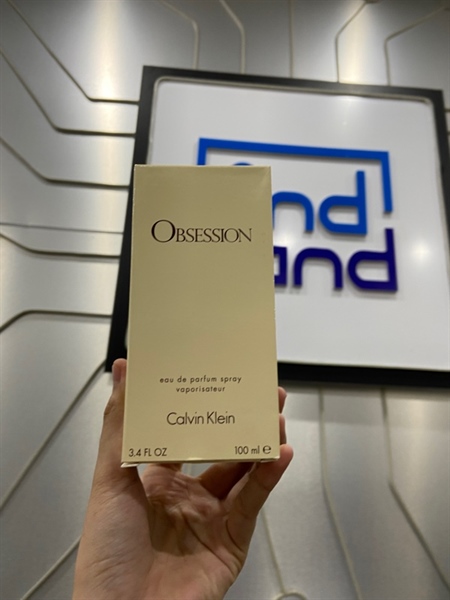 OBSESSION
eau de parfum spray
vaporisateur
Calvin Klein
3.4 FL OZ 100 ml e